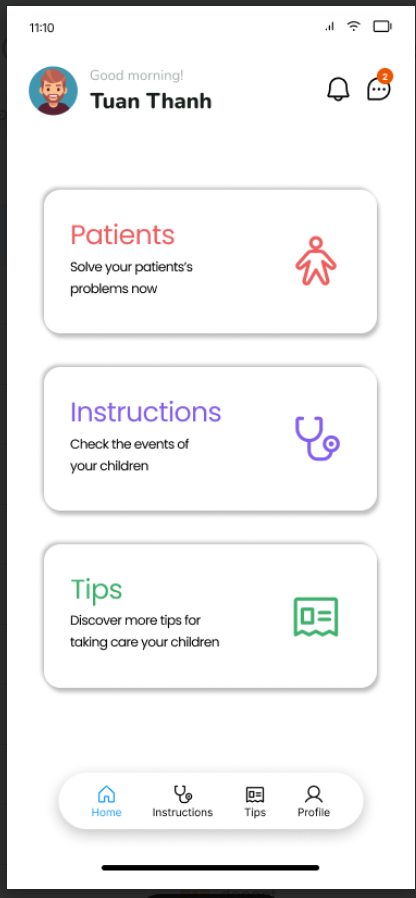 11:10
Good morning!
2
Tuan Thanh
Patients
Solve your patients's
problems now
Instructions
Check the events of
your children
Tips
Discover more tips for
taking care your children
Home
Instructions
Tips
Profile